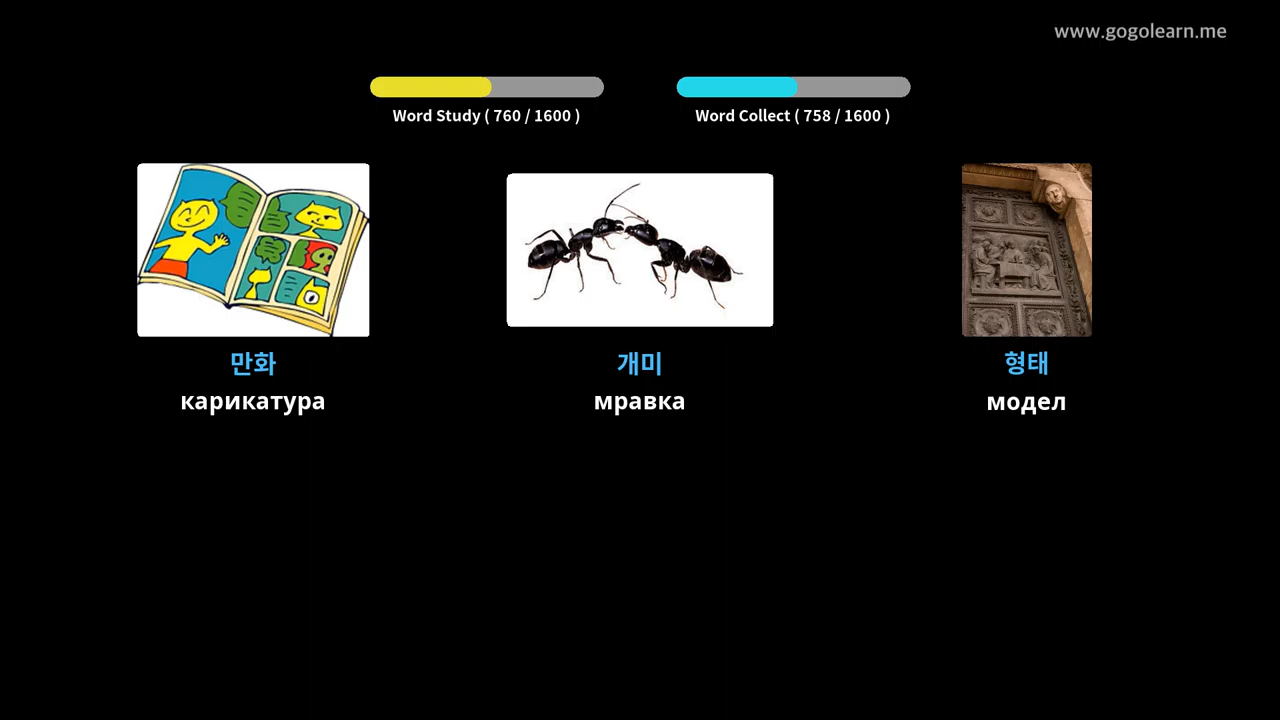 www.gogolearn.me
Word Study ( 760 / 1600 )
Word Collect ( 758 / 1600 )
만화
карикатура
개미
мравка
형태
модел